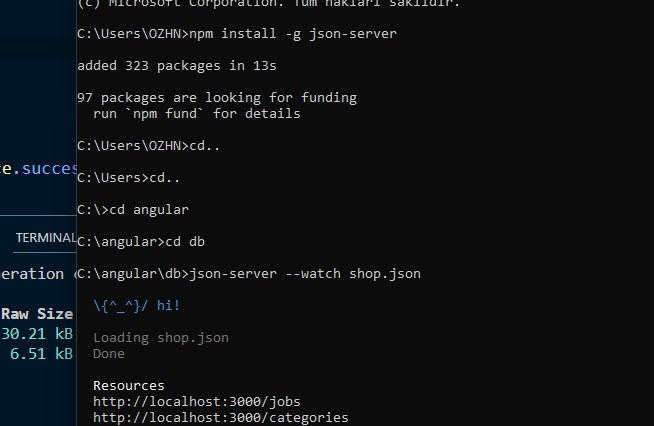 (c) Microsoft Corporation. Tüm hakları saklıdır.
C:\Users\OZHN>npm install -g json-server
added 323 packages in 13s
97 packages are looking for funding
run `npm fund` for details
C:\Users\OZHN>cd..
e.succes
C:\Users>cd..
C:\>cd angular
TERMINAL
C:\angular>cd db
eration
C:\angular\db>json-server --watch shop.json
\{^_^}/ hi!
Raw Size
30.21 kB
Loading shop.json
6.51 kB
Done
Resources
http://localhost:3000/jobs
http://localhost:3000/categories